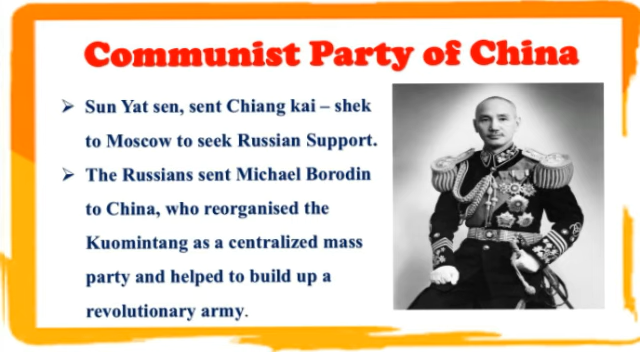 Communist Party of China
➢ Sun Yat sen, sent Chiang kai – shek
to Moscow to seek Russian Support.
➢ The Russians sent Michael Borodin
to China, who reorganised the
Kuomintang as a centralized mass
party and helped to build up a
revolutionary army.